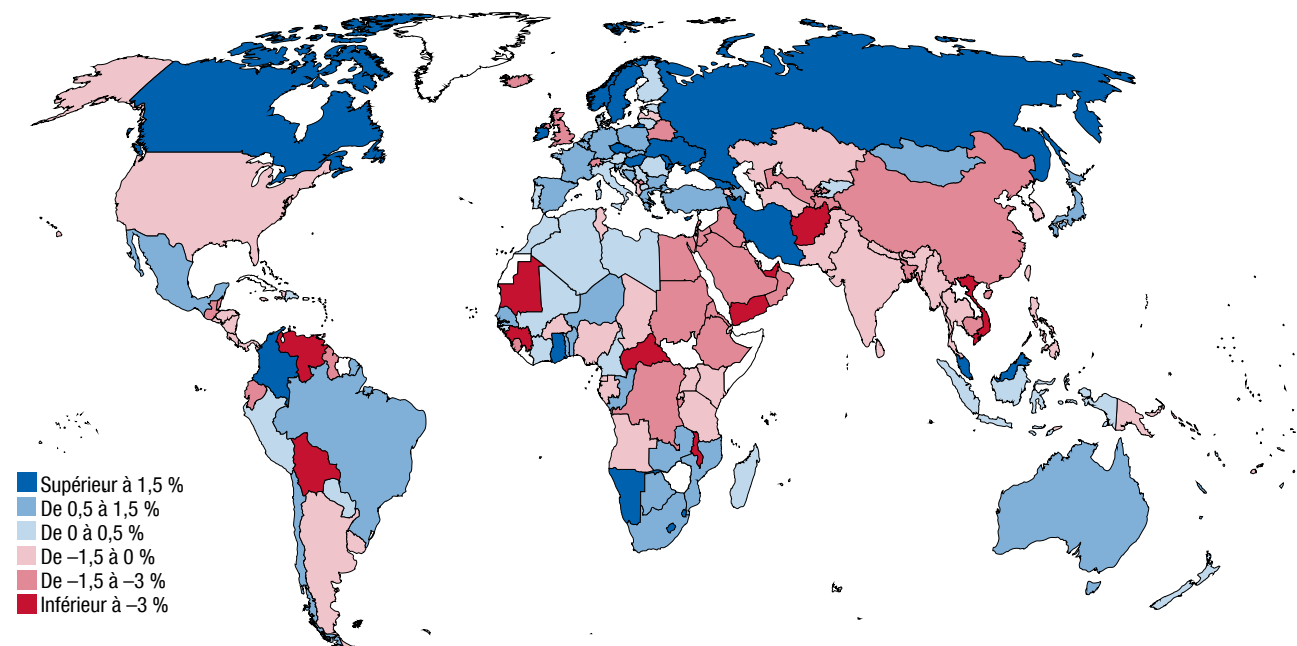 Supérieur à 1,5 %
De 0,5 à 1,5 %
De 0 à 0,5 %
De –1,5 à 0 %
De –1,5 à –3 %
Inférieur à –3 %